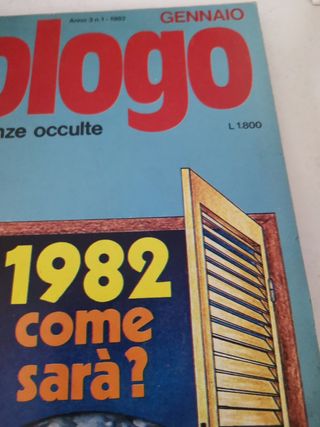 Anno 3 n.1 - 1982 GENNAIO
ologo
nze occulte
L 1.800
1982
come
sarà?